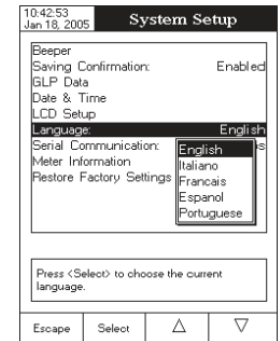 10:42:53
Jan 18, 2005
System Setup
Beeper
Saving Confirmation: Enabled
GLP Data
Date & Time
LCD Setup
Language: English
Serial Communication:
Meter Information
Restore Factory Settings
English
Italiano
Francais
Espanol
Portuguese
Press <Select> to choose the current
language.
Escape Select